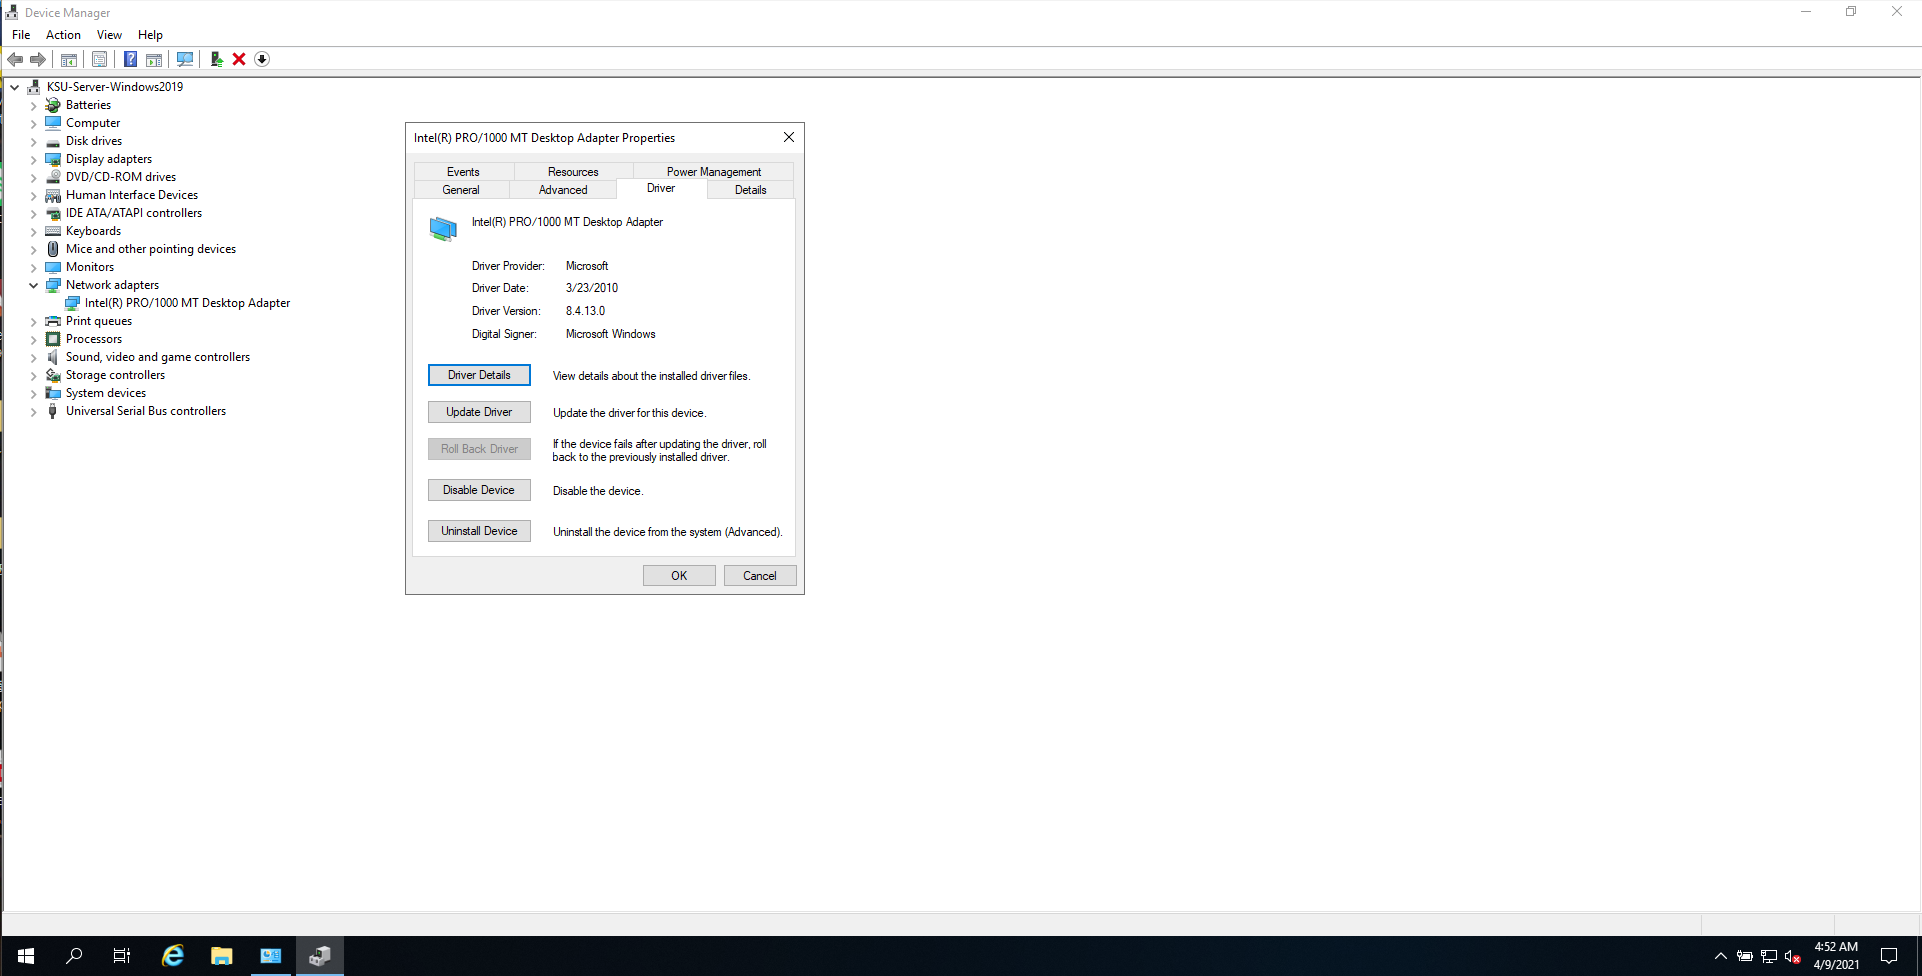 Device Manager
File Action View Help
KSU-Server-Windows2019
Batteries
Computer
Disk drives
Display adapters
DVD/CD-ROM drives
Human Interface Devices
IDE ATA/ATAPI controllers
Keyboards
Mice and other pointing devices
Monitors
Network adapters
Intel(R) PRO/1000 MT Desktop Adapter
Print queues
Processors
Sound, video and game controllers
Storage controllers
System devices
Universal Serial Bus controllers
Intel(R) PRO/1000 MT Desktop Adapter Properties
Events Resources Power Management
General Advanced Driver Details
Intel(R) PRO/1000 MT Desktop Adapter
Driver Provider: Microsoft
Driver Date: 3/23/2010
Driver Version: 8.4.13.0
Digital Signer: Microsoft Windows
Driver Details View details about the installed driver files.
Update Driver Update the driver for this device.
Roll Back Driver If the device fails after updating the driver, roll
back to the previously installed driver.
Disable Device Disable the device.
Uninstall Device Uninstall the device from the system (Advanced).
OK Cancel
4:52 AM
4/9/2021